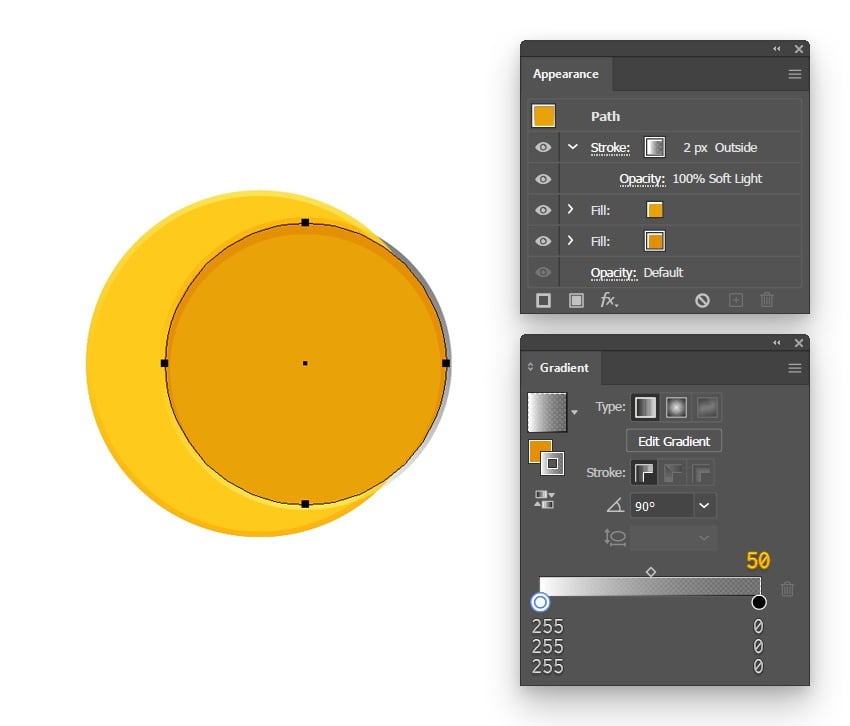 Appearance
Path
Stroke: 2 px Outside
Opacity: 100% Soft Light
Fill:
Fill:
Opacity: Default
fx.
Gradient
Type:
Edit Gradient
Stroke:
90°
50
255 0
255 0
255 0